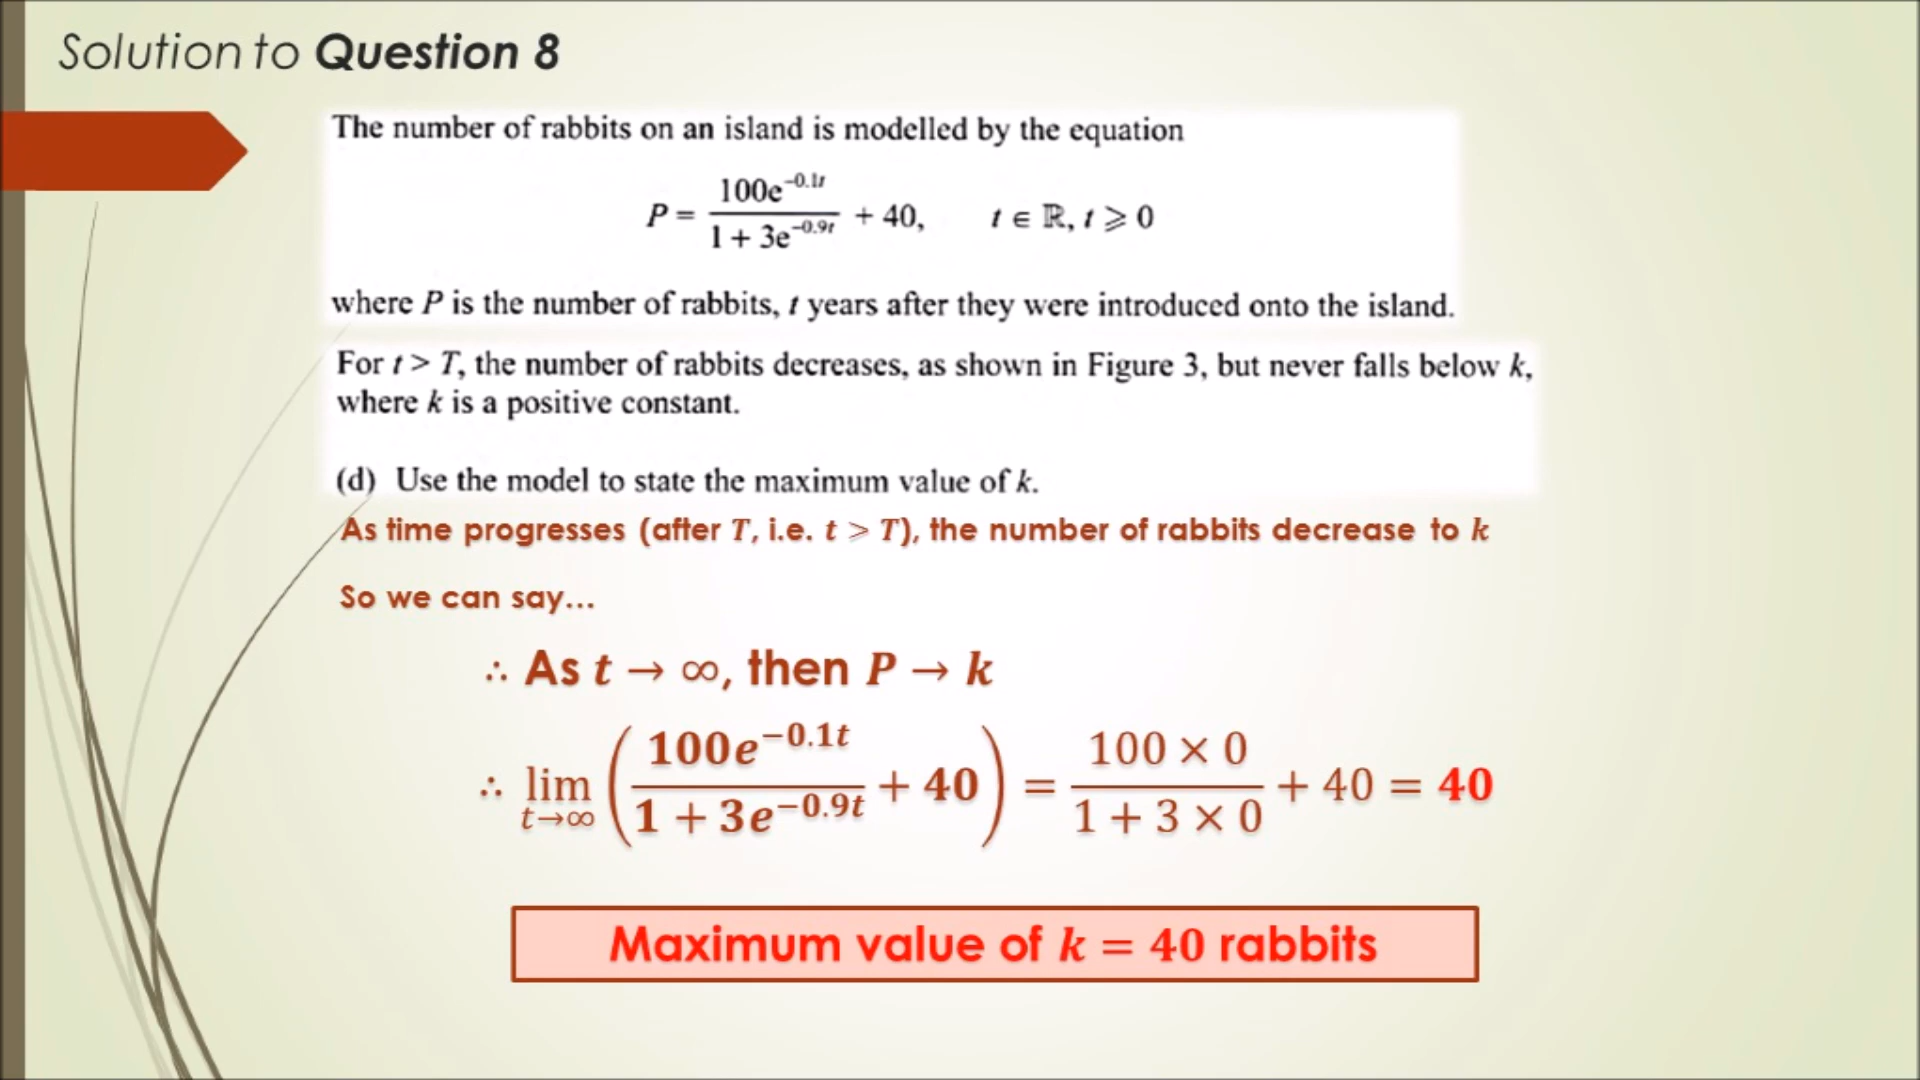 Solution to Question 8
The number of rabbits on an island is modelled by the equation
P = 100e^{-0.1t} / (1 + 3e^{-0.9t}) + 40, t ∈ ℝ, t ⩾ 0
where P is the number of rabbits, t years after they were introduced onto the island.
For t > T, the number of rabbits decreases, as shown in Figure 3, but never falls below k,
where k is a positive constant.
(d) Use the model to state the maximum value of k.
As time progresses (after T, i.e. t > T), the number of rabbits decrease to k
So we can say...
∴ As t → ∞, then P → k
∴ lim_{t→∞} (100e^{-0.1t} / (1 + 3e^{-0.9t}) + 40) = (100 × 0) / (1 + 3 × 0) + 40 = 40
Maximum value of k = 40 rabbits